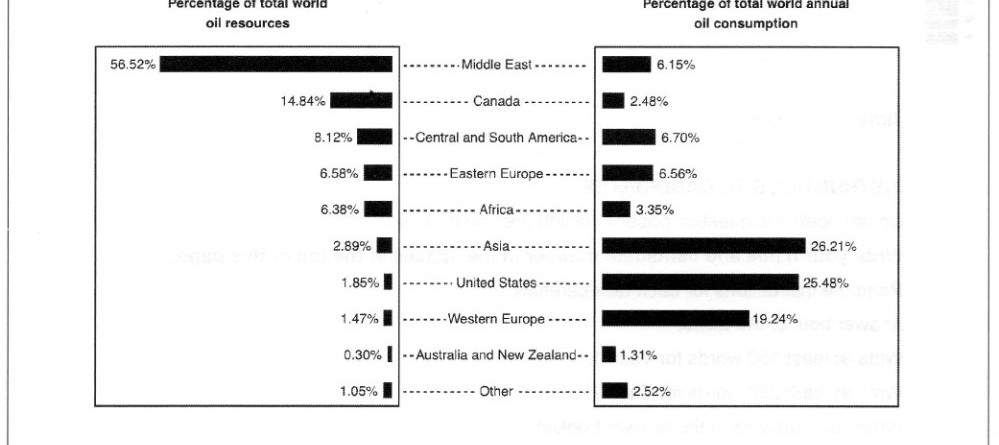 Percentage of total world
oil resources
Percentage of total world annual
oil consumption
56.52% Middle East 6.15%
14.84% Canada 2.48%
8.12% Central and South America 6.70%
6.58% Eastern Europe 6.56%
6.38% Africa 3.35%
2.89% Asia 26.21%
1.85% United States 25.48%
1.47% Western Europe 19.24%
0.30% Australia and New Zealand 1.31%
1.05% Other 2.52%